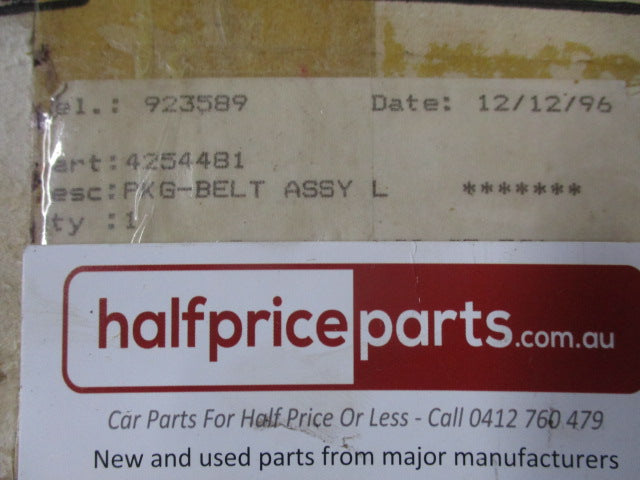 el.: 923589 Date: 12/12/96
art:4254481
esc:PKG-BELT ASSY L *******
ty :1
halfpriceparts.com.au
Car Parts For Half Price Or Less - Call 0412 760 479
New and used parts from major manufacturers